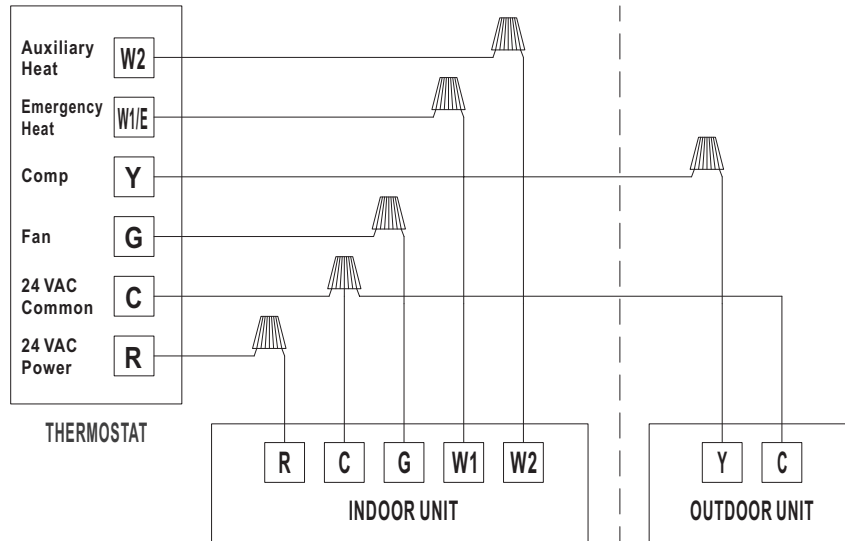 Auxiliary
Heat
W2
Emergency
Heat
W1/E
Comp
Y
Fan
G
24 VAC
Common
C
24 VAC
Power
R
THERMOSTAT
R C G W1 W2
INDOOR UNIT
Y C
OUTDOOR UNIT